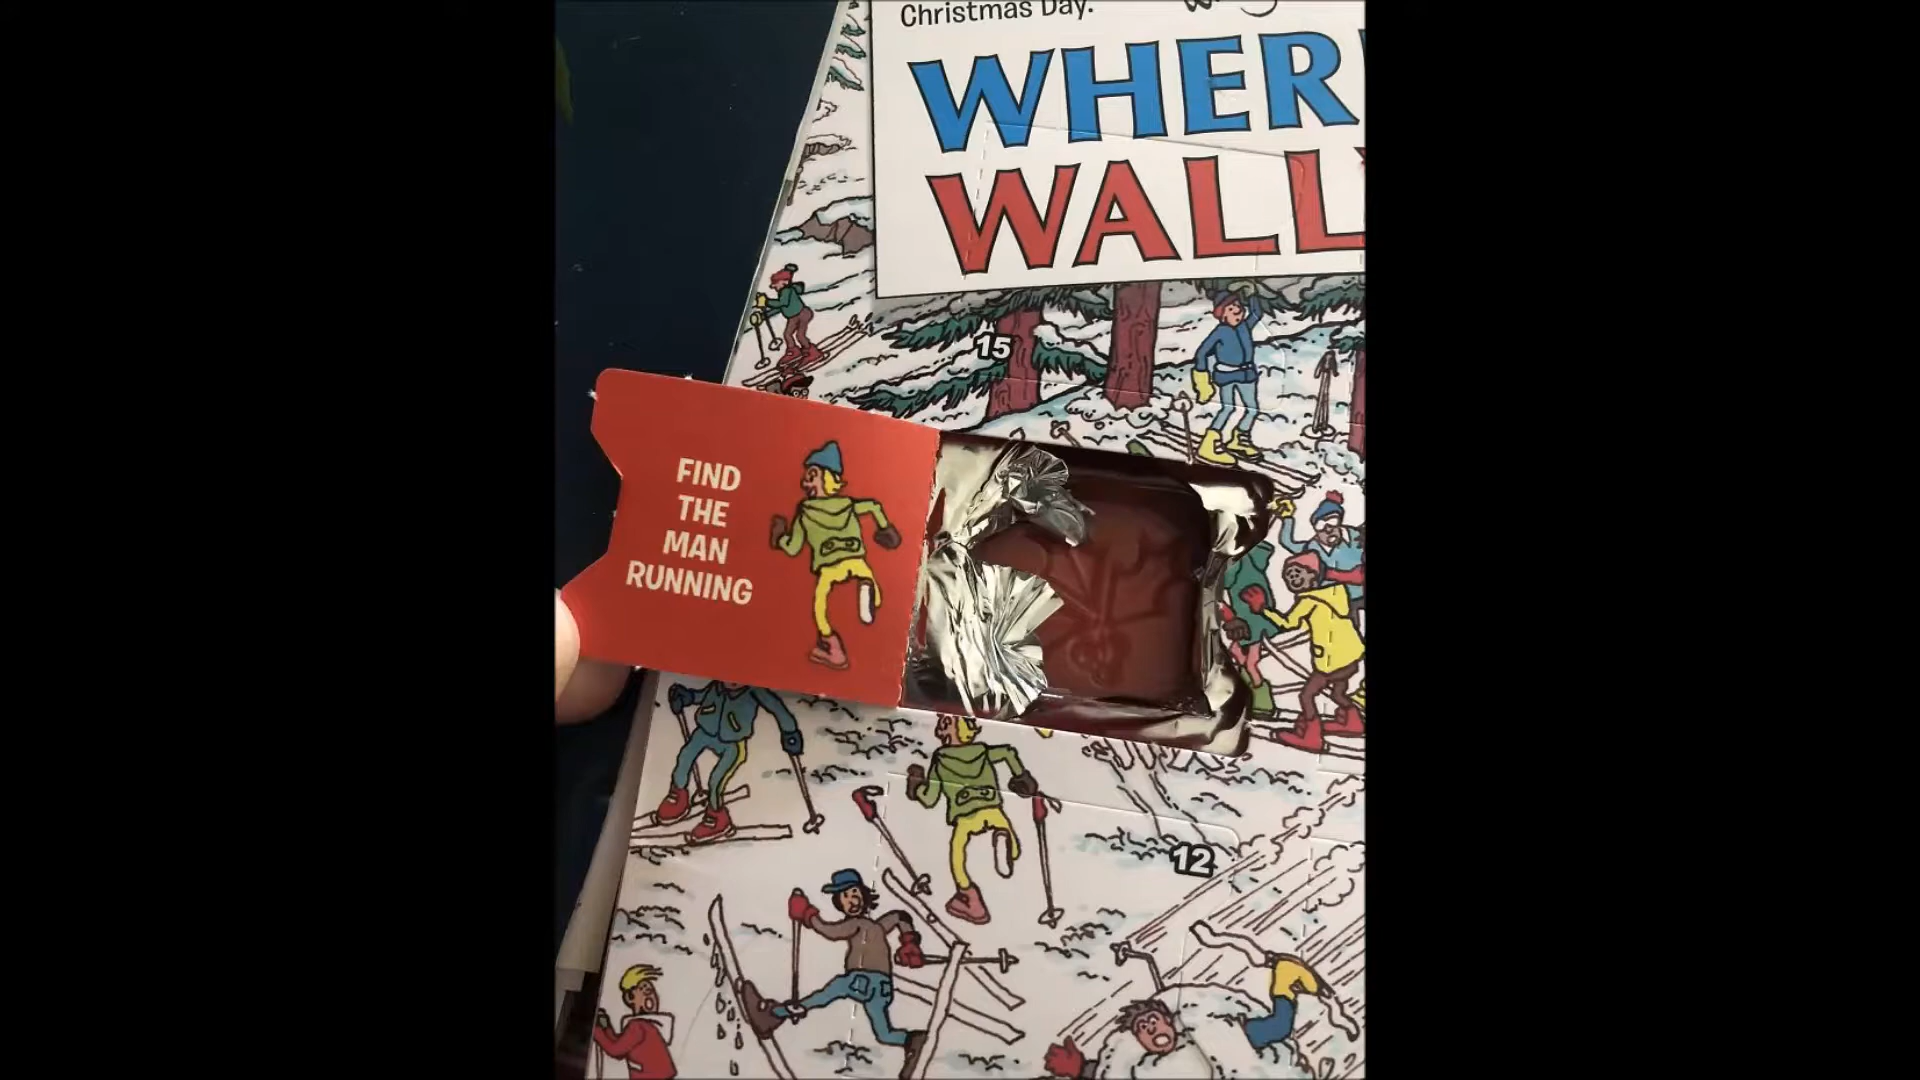 Christmas Day.
WHER
WALL
15
FIND
THE
MAN
RUNNING
12